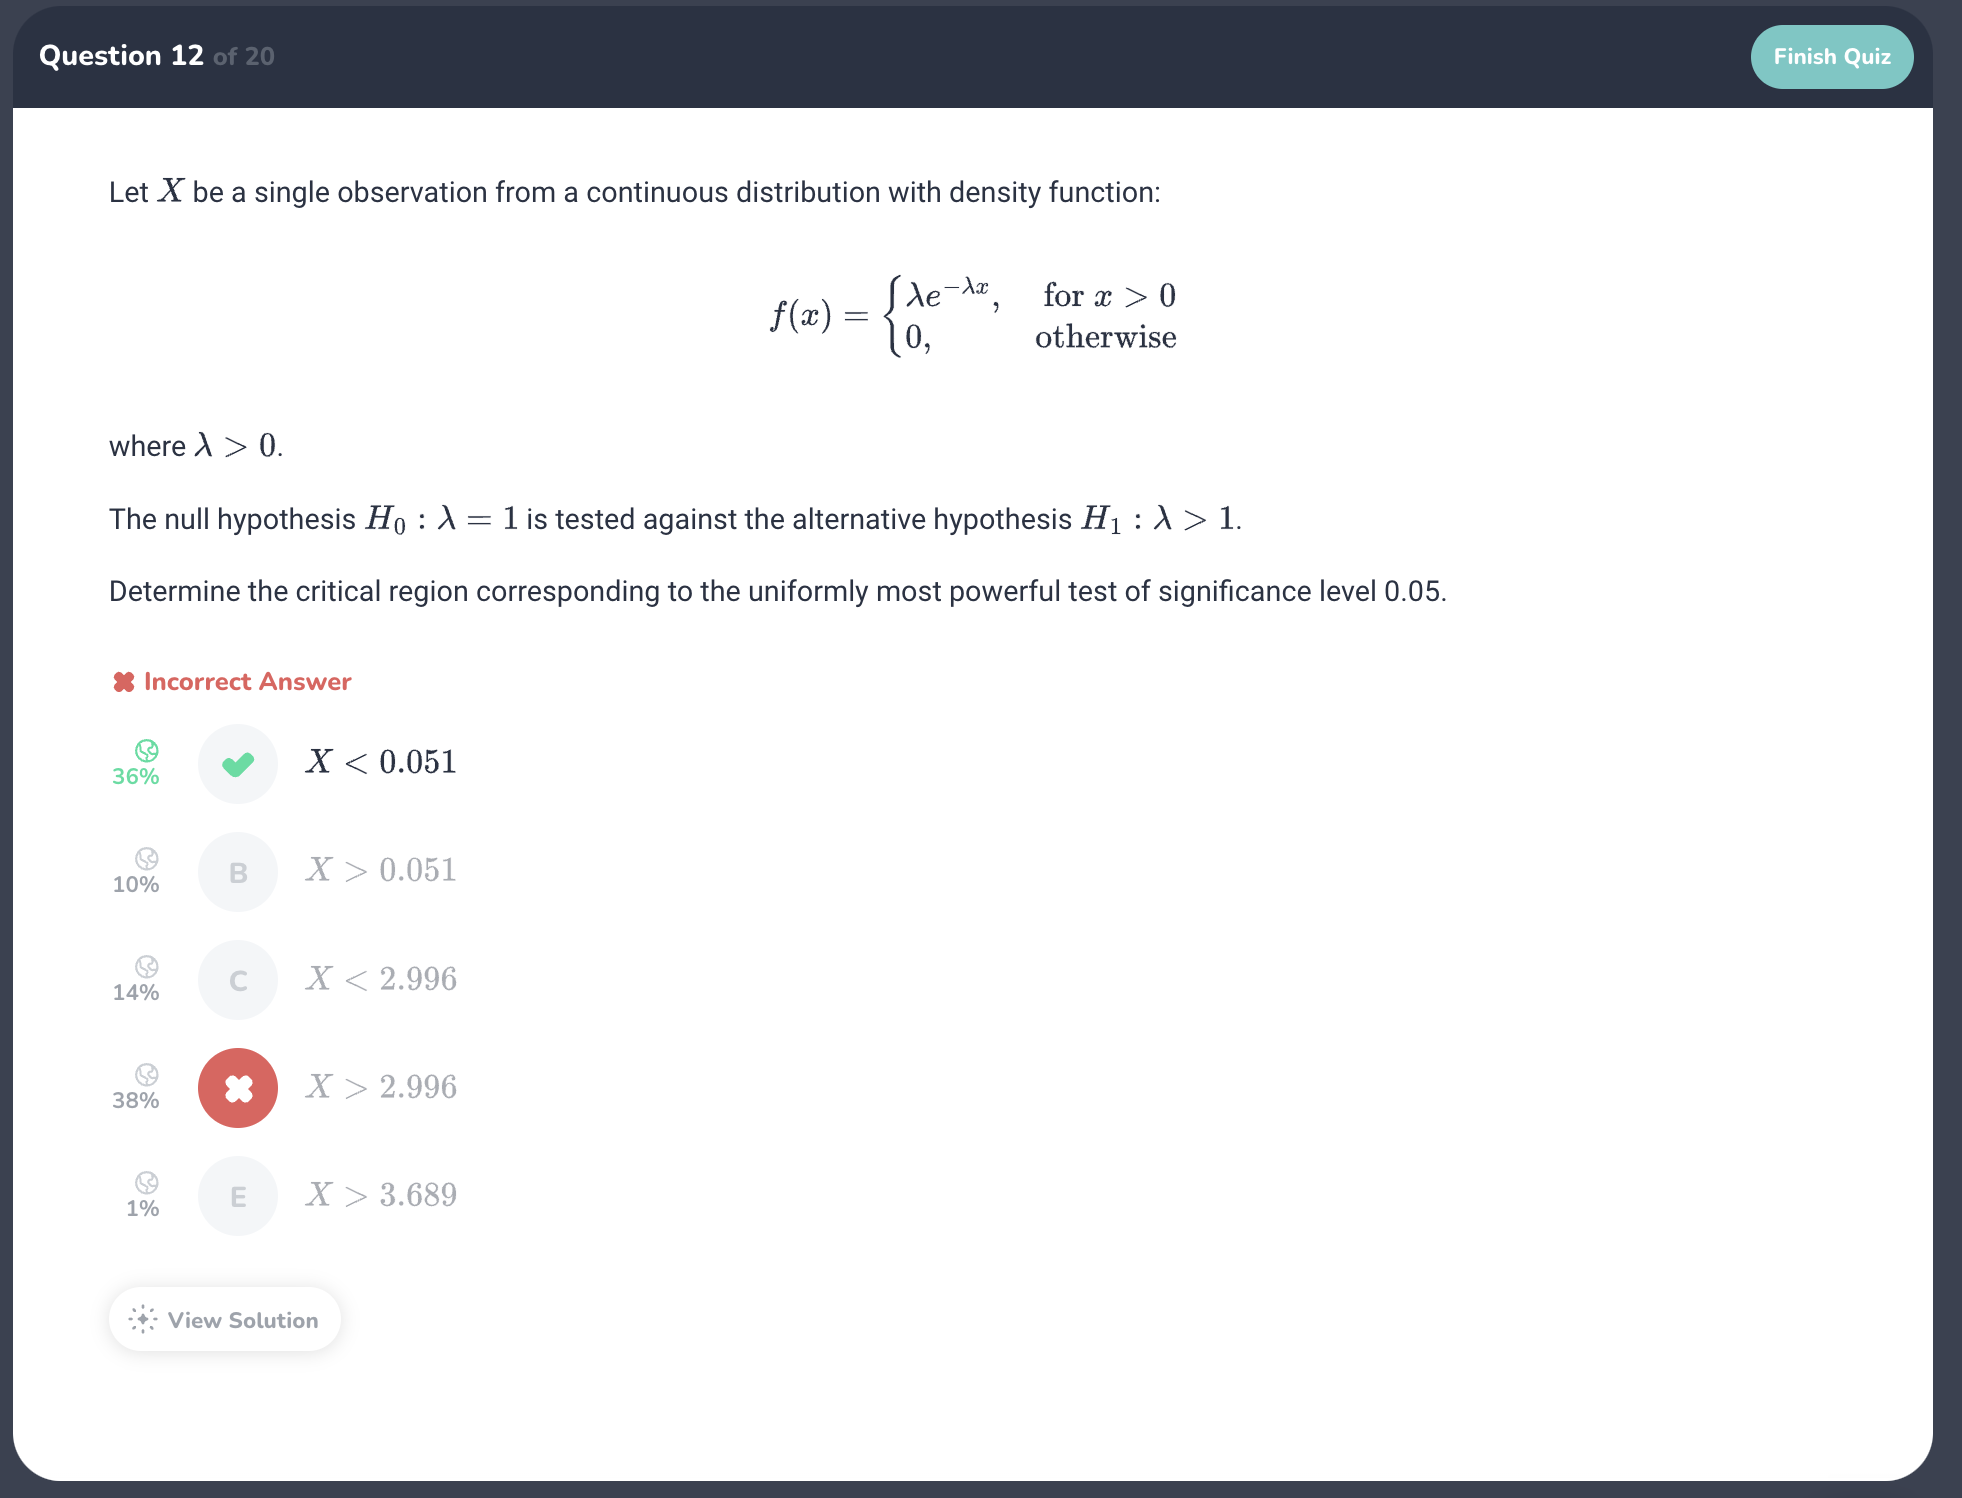 Question 12 of 20
Finish Quiz
Let X be a single observation from a continuous distribution with density function:
f(x) = { λe^{−λx}, for x > 0
0, otherwise
where λ > 0.
The null hypothesis H₀ : λ = 1 is tested against the alternative hypothesis H₁ : λ > 1.
Determine the critical region corresponding to the uniformly most powerful test of significance level 0.05.
Incorrect Answer
36% X < 0.051
10% B X > 0.051
14% C X < 2.996
38% X > 2.996
1% E X > 3.689
View Solution